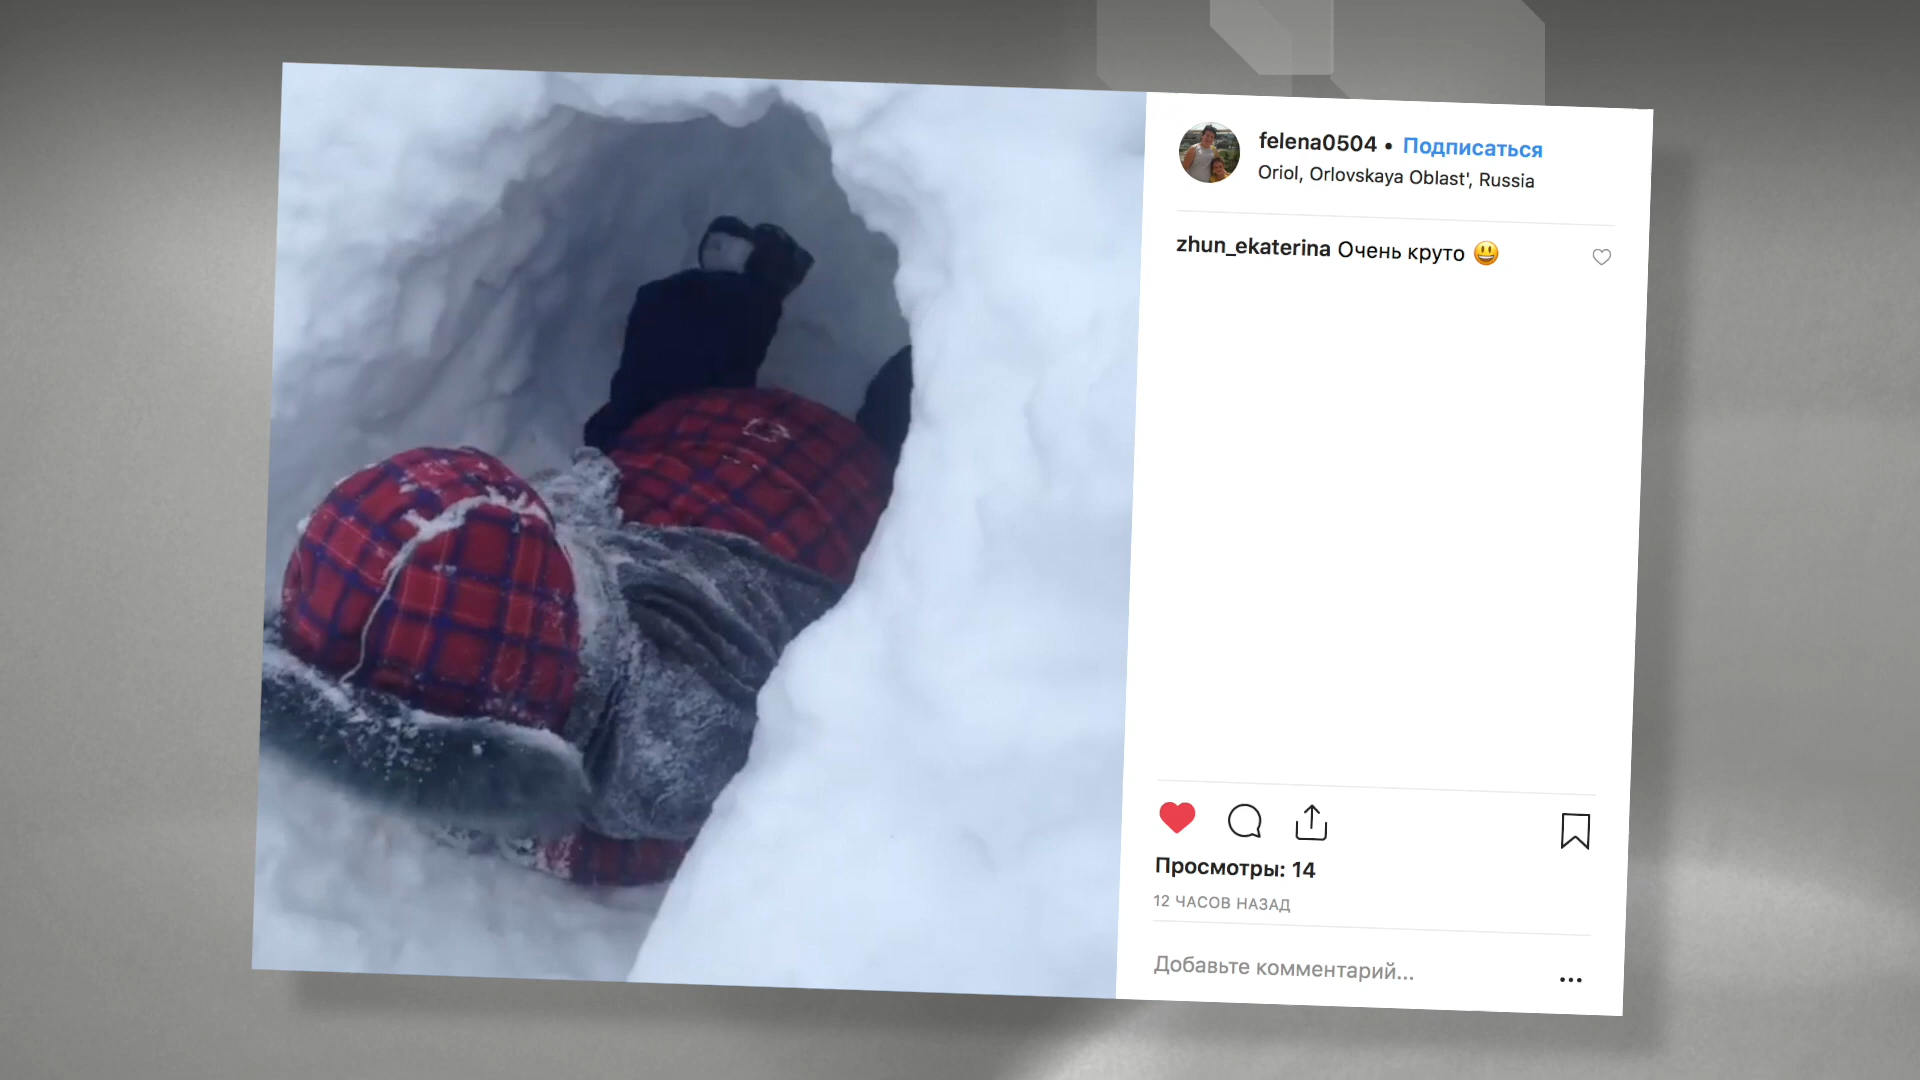 felena0504 • Подписаться
Oriol, Orlovskaya Oblast', Russia
zhun_ekaterina Очень круто 😃
Просмотры: 14
12 ЧАСОВ НАЗАД
Добавьте комментарий...